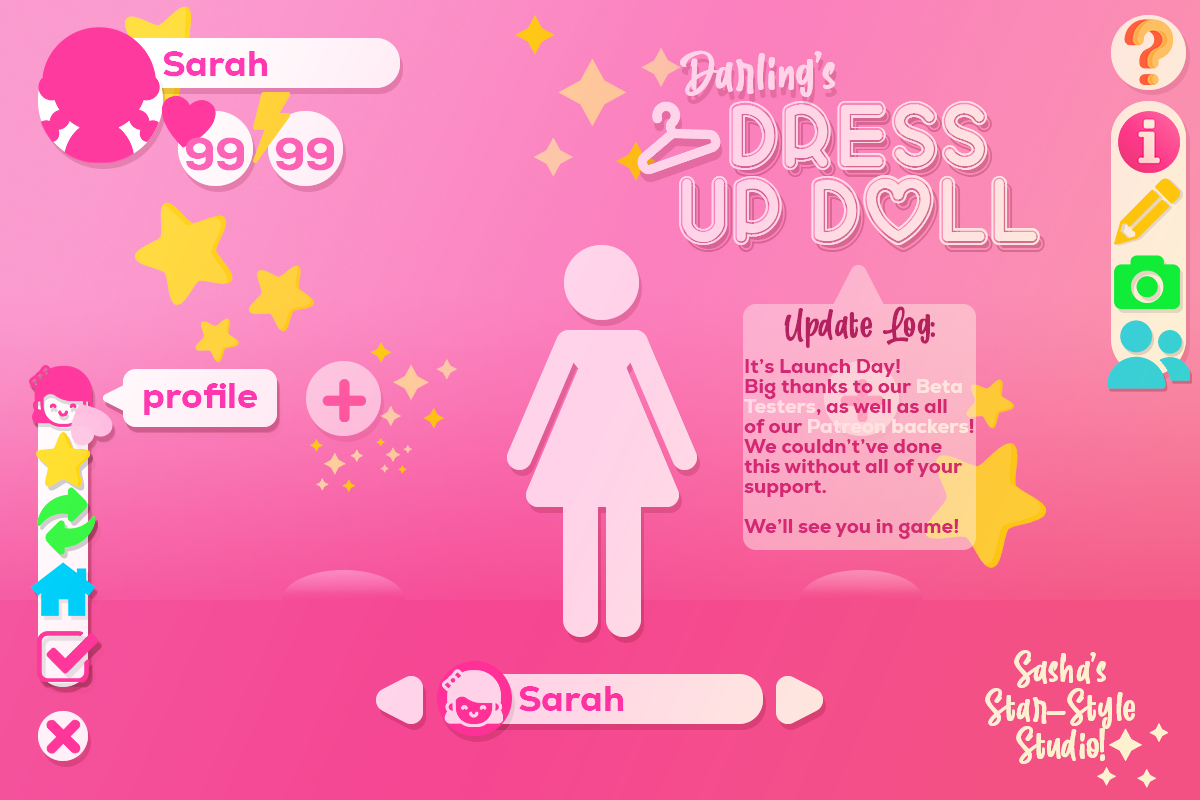 Sarah
99 99
Darling's
DRESS
UP DOLL
?
i
profile
Update Log:
It's Launch Day!
Big thanks to our Beta
Testers, as well as all
of our Patreon backers!
We couldn't've done
this without all of your
support.
We'll see you in game!
Sarah
Sasha's
Star-Style
Studio!